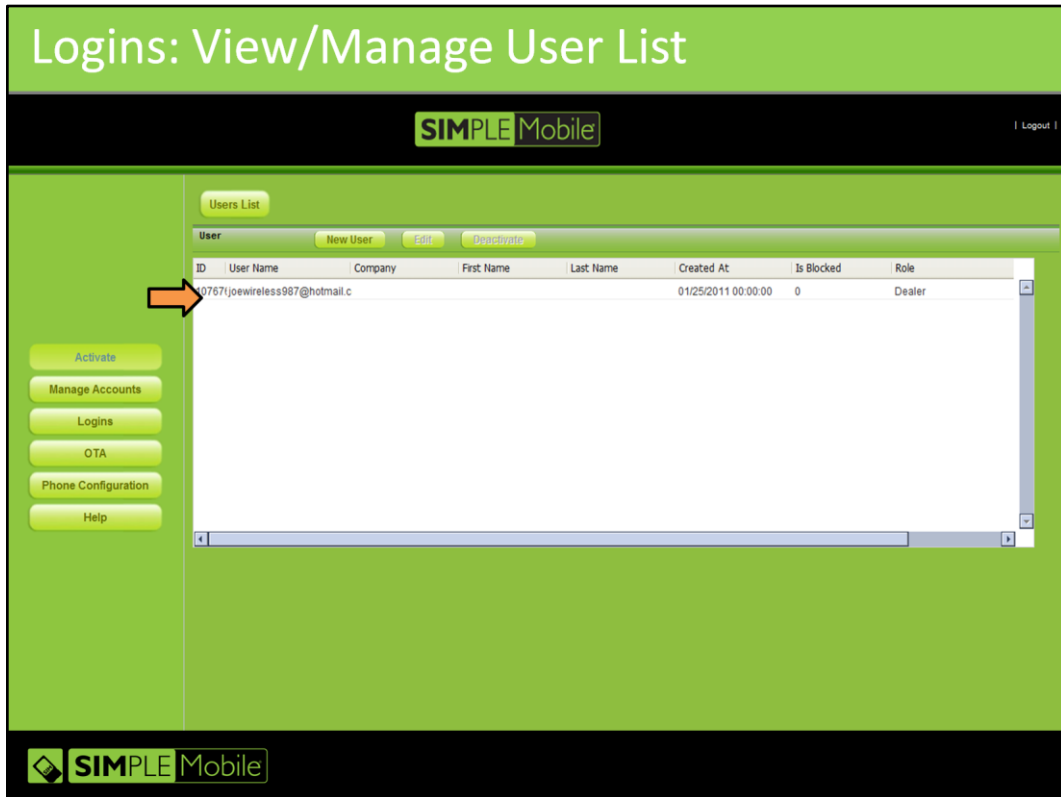 Logins: View/Manage User List
SIMPLE Mobile
| Logout |
Users List
User New User Edit Deactivate
ID User Name Company First Name Last Name Created At Is Blocked Role
joewireless987@hotmail.c 01/25/2011 00:00:00 0 Dealer
Activate
Manage Accounts
Logins
OTA
Phone Configuration
Help
SIMPLE Mobile